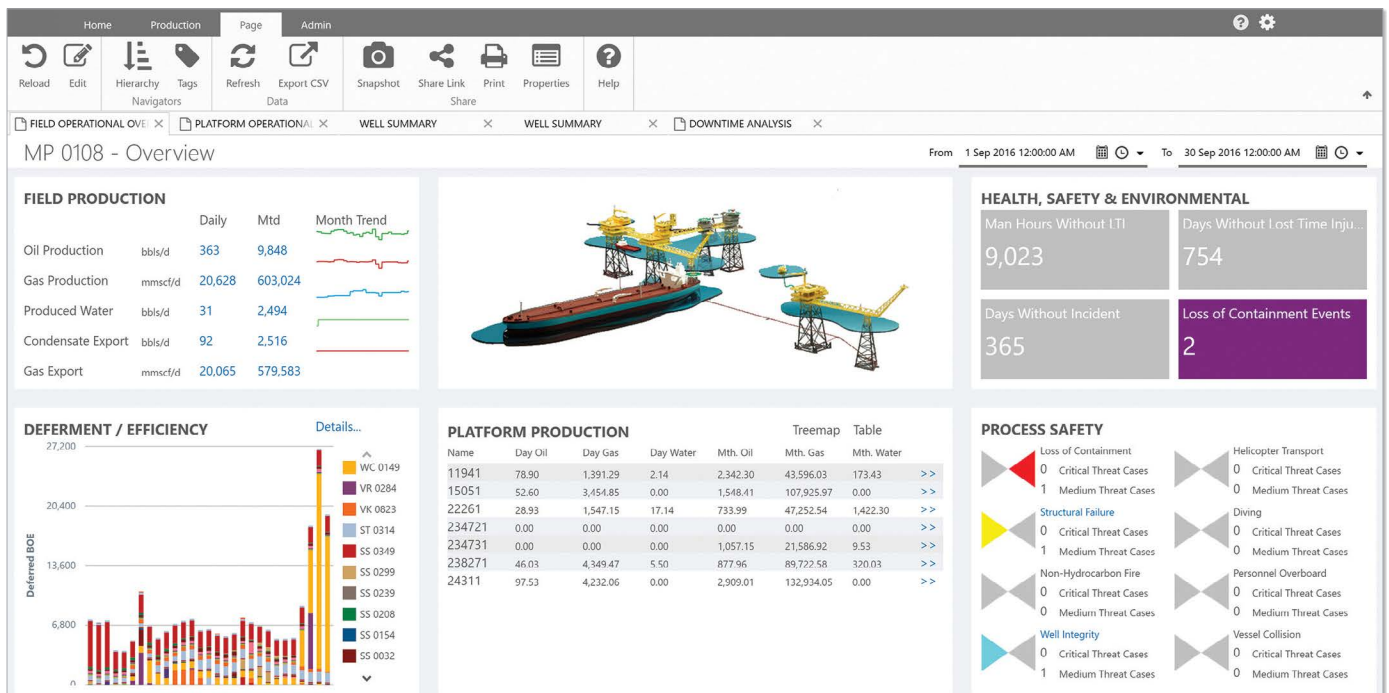 Home Production Page Admin
Reload Edit Hierarchy Tags Refresh Export CSV Snapshot Share Link Print Properties Help
Navigators Data Share
FIELD OPERATIONAL OVE PLATFORM OPERATIONAL WELL SUMMARY WELL SUMMARY DOWNTIME ANALYSIS
MP 0108 - Overview
From 1 Sep 2016 12:00:00 AM To 30 Sep 2016 12:00:00 AM
FIELD PRODUCTION
Daily Mtd Month Trend
Oil Production bbls/d 363 9,848
Gas Production mmscf/d 20,628 603,024
Produced Water bbls/d 31 2,494
Condensate Export bbls/d 92 2,516
Gas Export mmscf/d 20,065 579,583
HEALTH, SAFETY & ENVIRONMENTAL
Man Hours Without LTI
9,023
Days Without Lost Time Inju...
754
Days Without Incident
365
Loss of Containment Events
2
DEFERMENT / EFFICIENCY Details...
Deferred BOE
27,200
20,400
13,600
6,800
0
WC 0149
VR 0284
VK 0823
ST 0314
SS 0349
SS 0299
SS 0239
SS 0208
SS 0154
SS 0032
PLATFORM PRODUCTION Treemap Table
Name Day Oil Day Gas Day Water Mth. Oil Mth. Gas Mth. Water
11941 78.90 1,391.29 2.14 2,342.30 43,596.03 173.43 >>
15051 52.60 3,454.85 0.00 1,548.41 107,925.97 0.00 >>
22261 28.93 1,547.15 17.14 733.99 47,252.54 1,422.30 >>
234721 0.00 0.00 0.00 0.00 0.00 0.00 >>
234731 0.00 0.00 0.00 1,057.15 21,586.92 9.53 >>
238271 46.03 4,349.47 5.50 877.96 89,722.58 320.03 >>
24311 97.53 4,232.06 0.00 2,909.01 132,934.05 0.00 >>
PROCESS SAFETY
Loss of Containment
0 Critical Threat Cases
1 Medium Threat Cases
Helicopter Transport
0 Critical Threat Cases
0 Medium Threat Cases
Structural Failure
0 Critical Threat Cases
1 Medium Threat Cases
Diving
0 Critical Threat Cases
0 Medium Threat Cases
Non-Hydrocarbon Fire
0 Critical Threat Cases
0 Medium Threat Cases
Personnel Overboard
0 Critical Threat Cases
0 Medium Threat Cases
Well Integrity
0 Critical Threat Cases
1 Medium Threat Cases
Vessel Collision
0 Critical Threat Cases
0 Medium Threat Cases